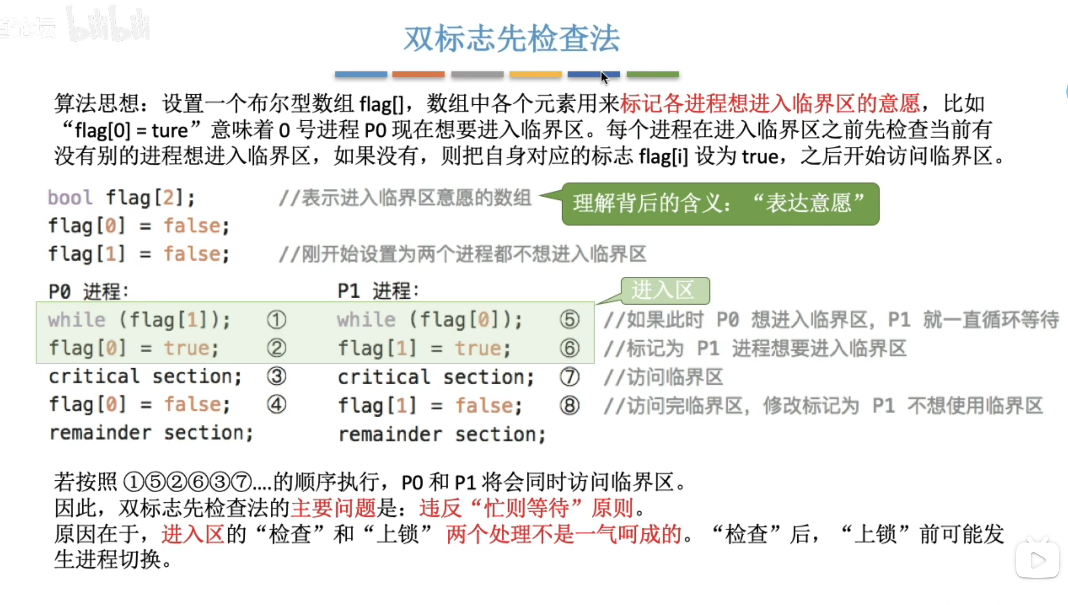 bilibili
双标志先检查法
算法思想：设置一个布尔型数组 flag[]，数组中各个元素用来标记各进程想进入临界区的意愿，比如
“flag[0] = ture”意味着 0 号进程 P0 现在想要进入临界区。每个进程在进入临界区之前先检查当前有
没有别的进程想进入临界区，如果没有，则把自身对应的标志 flag[i] 设为 true，之后开始访问临界区。
bool flag[2]; //表示进入临界区意愿的数组
理解背后的含义：“表达意愿”
flag[0] = false;
flag[1] = false; //刚开始设置为两个进程都不想进入临界区
P0 进程： P1 进程：
进入区
while (flag[1]); ① while (flag[0]); ⑤ //如果此时 P0 想进入临界区，P1 就一直循环等待
flag[0] = true; ② flag[1] = true; ⑥ //标记为 P1 进程想要进入临界区
critical section; ③ critical section; ⑦ //访问临界区
flag[0] = false; ④ flag[1] = false; ⑧ //访问完临界区，修改标记为 P1 不想使用临界区
remainder section; remainder section;
若按照 ①⑤②⑥③⑦....的顺序执行，P0 和 P1 将会同时访问临界区。
因此，双标志先检查法的主要问题是：违反“忙则等待”原则。
原因在于，进入区的“检查”和“上锁” 两个处理不是一气呵成的。“检查”后，“上锁”前可能发
生进程切换。